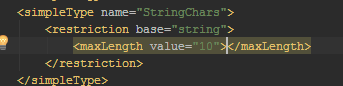 <simpleType name="StringChars">
<restriction base="string">
<maxLength value="10"></maxLength>
</restriction>
</simpleType>